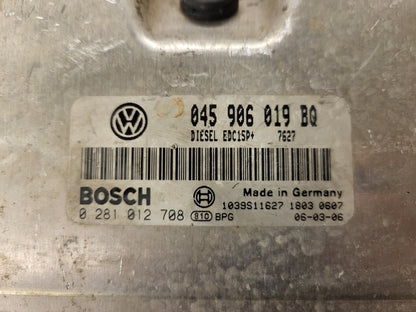 045 906 019 BQ
DIESEL EDC15P+ 7627
BOSCH
Made in Germany
0 281 012 708 810 BPG
1039S11627 1803 0607
06-03-06